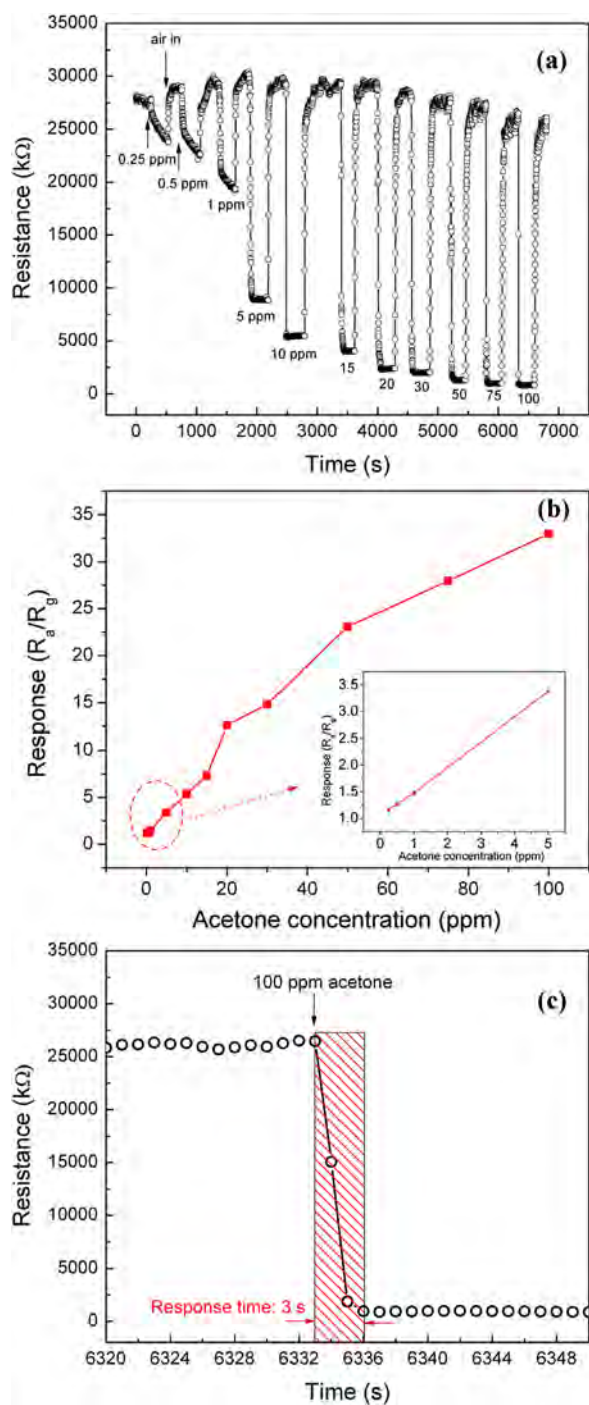 (a)
air in
0.25 ppm
0.5 ppm
1 ppm
5 ppm
10 ppm
15
20
30
50
75
100
35000
30000
25000
20000
15000
10000
5000
0
Resistance (kΩ)
0 1000 2000 3000 4000 5000 6000 7000
Time (s)
(b)
35
30
25
20
15
10
5
0
Response (Ra/Rg)
3.5
3.0
2.5
2.0
1.5
1.0
Response (Ra/Rg)
0 1 2 3 4 5
Acetone concentration (ppm)
0 20 40 60 80 100
Acetone concentration (ppm)
(c)
100 ppm acetone
35000
30000
25000
20000
15000
10000
5000
0
Resistance (kΩ)
Response time: 3 s
6320 6324 6328 6332 6336 6340 6344 6348
Time (s)